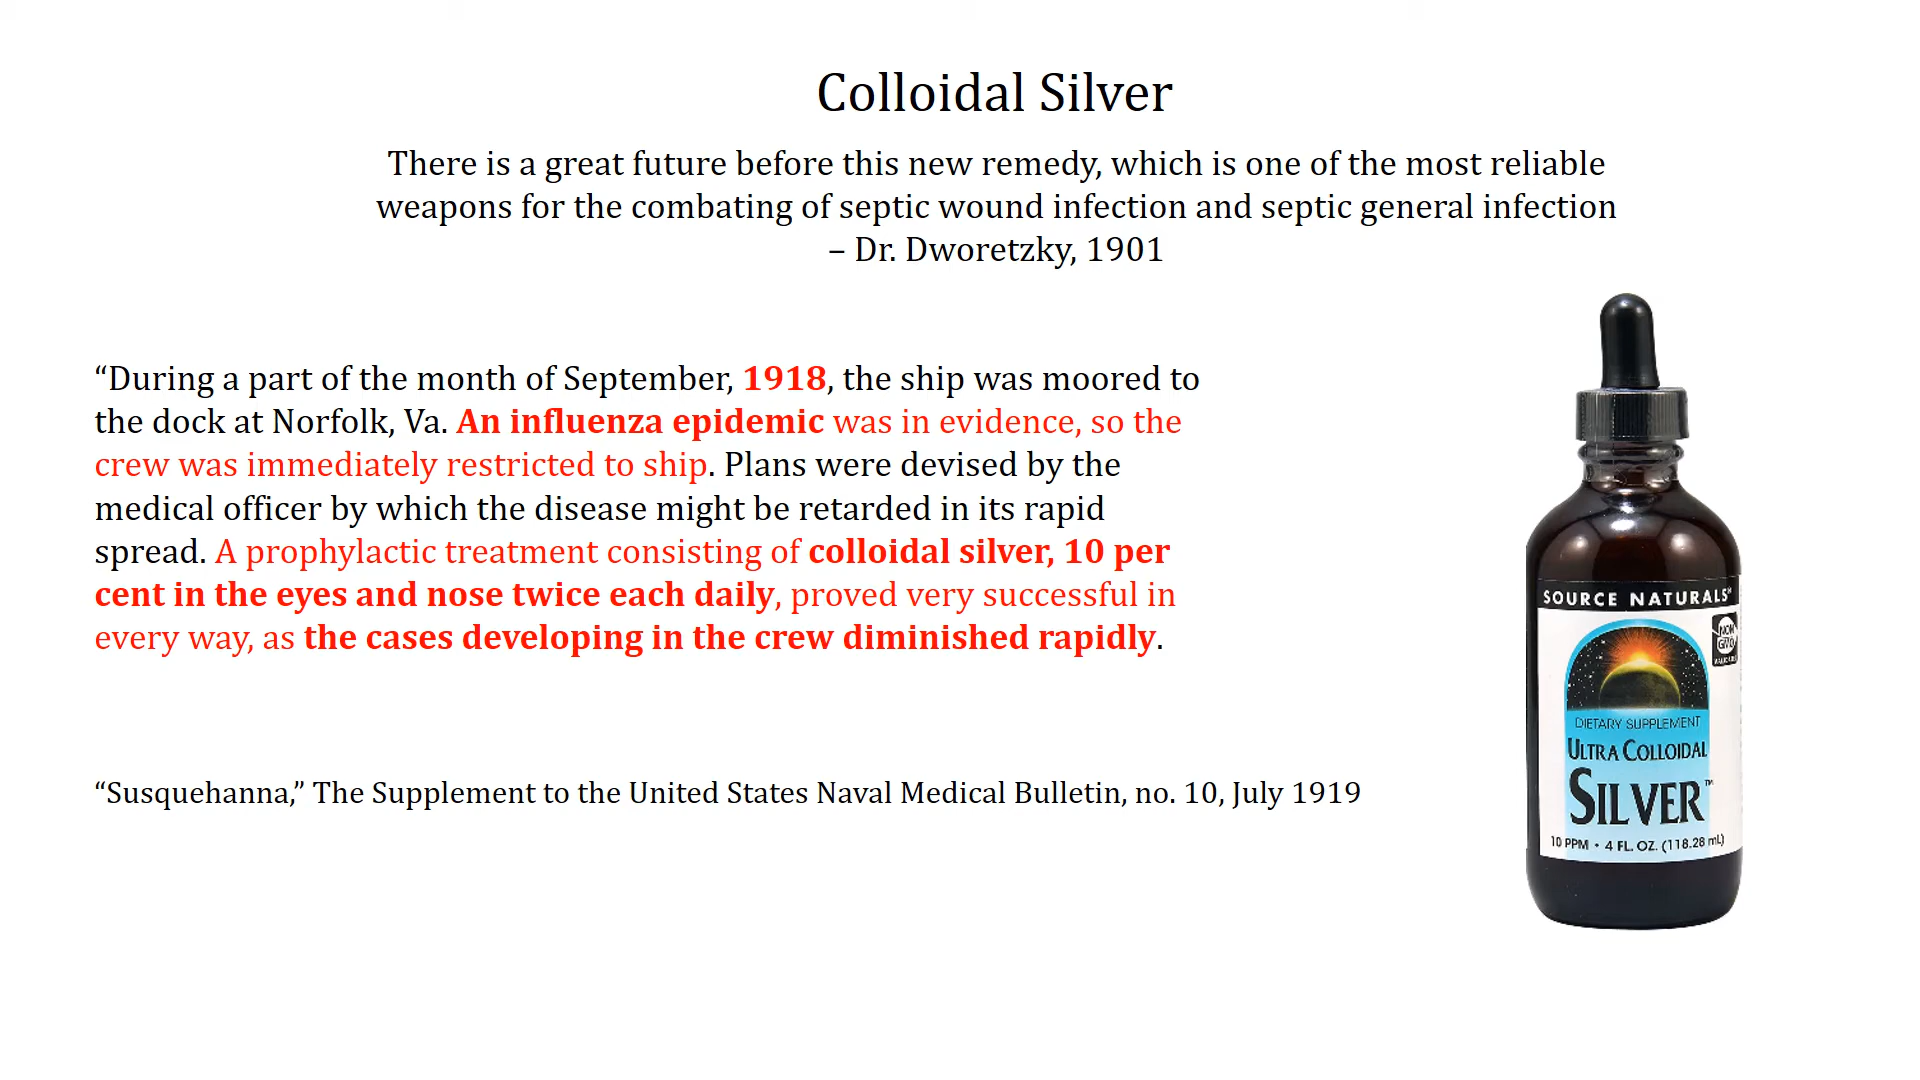 Colloidal Silver
There is a great future before this new remedy, which is one of the most reliable
weapons for the combating of septic wound infection and septic general infection
– Dr. Dworetzky, 1901
“During a part of the month of September, 1918, the ship was moored to
the dock at Norfolk, Va. An influenza epidemic was in evidence, so the
crew was immediately restricted to ship. Plans were devised by the
medical officer by which the disease might be retarded in its rapid
spread. A prophylactic treatment consisting of colloidal silver, 10 per
cent in the eyes and nose twice each daily, proved very successful in
every way, as the cases developing in the crew diminished rapidly.
“Susquehanna,” The Supplement to the United States Naval Medical Bulletin, no. 10, July 1919
SOURCE NATURALS®
NON
GMO
DIETARY SUPPLEMENT
ULTRA COLLOIDAL
SILVER™
10 PPM • 4 FL. OZ. (118.28 mL)